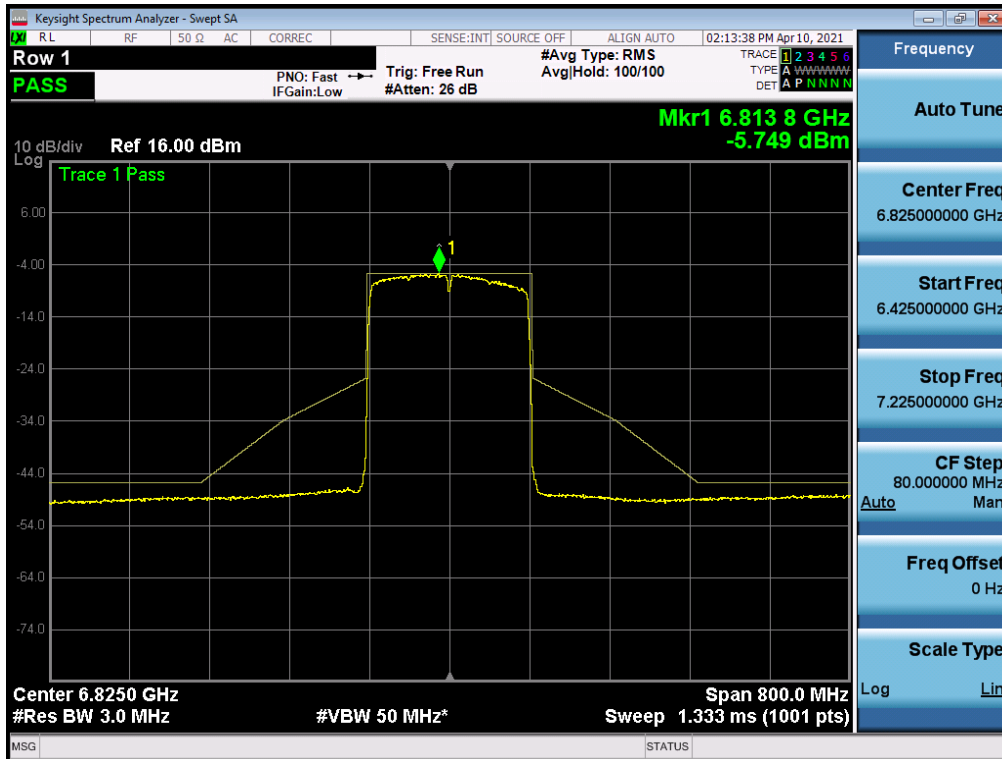 Keysight Spectrum Analyzer - Swept SA
LXI RL RF 50 Ω AC CORREC SENSE:INT SOURCE OFF ALIGN AUTO 02:13:38 PM Apr 10, 2021
Row 1
PASS
PNO: Fast
IFGain:Low
Trig: Free Run
#Atten: 26 dB
#Avg Type: RMS
Avg|Hold: 100/100
TRACE 1 2 3 4 5 6
TYPE A WWWWW
DET A P N N N N
Mkr1 6.813 8 GHz
-5.749 dBm
10 dB/div Ref 16.00 dBm
Log
Trace 1 Pass
1
6.00
-4.00
-14.0
-24.0
-34.0
-44.0
-54.0
-64.0
-74.0
Center 6.8250 GHz Span 800.0 MHz
#Res BW 3.0 MHz #VBW 50 MHz* Sweep 1.333 ms (1001 pts)
MSG STATUS
Frequency
Auto Tune
Center Freq
6.825000000 GHz
Start Freq
6.425000000 GHz
Stop Freq
7.225000000 GHz
CF Step
80.000000 MHz
Auto Man
Freq Offset
0 Hz
Scale Type
Log Lin